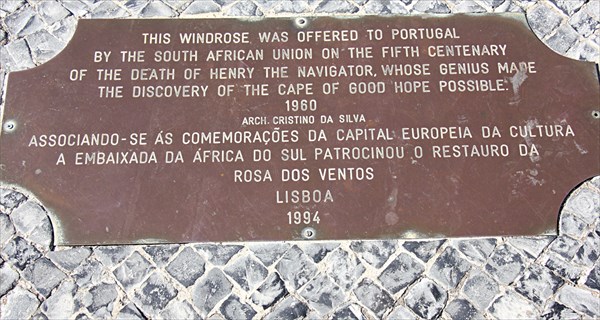 THIS WINDROSE WAS OFFERED TO PORTUGAL
BY THE SOUTH AFRICAN UNION ON THE FIFTH CENTENARY
OF THE DEATH OF HENRY THE NAVIGATOR, WHOSE GENIUS MADE
THE DISCOVERY OF THE CAPE OF GOOD HOPE POSSIBLE.
1960
ARCH. CRISTINO DA SILVA
ASSOCIANDO-SE ÁS COMEMORAÇÕES DA CAPITAL EUROPEIA DA CULTURA
A EMBAIXADA DA ÁFRICA DO SUL PATROCINOU O RESTAURO DA
ROSA DOS VENTOS
LISBOA
1994